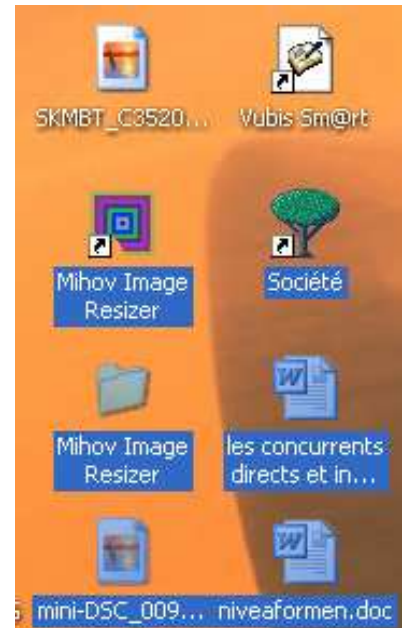 SKMBT_C3520... Vubis Sm@rt
Mihov Image
Resizer
Société
Mihov Image
Resizer
les concurrents
directs et in...
mini-DSC_009... niveaformen.doc